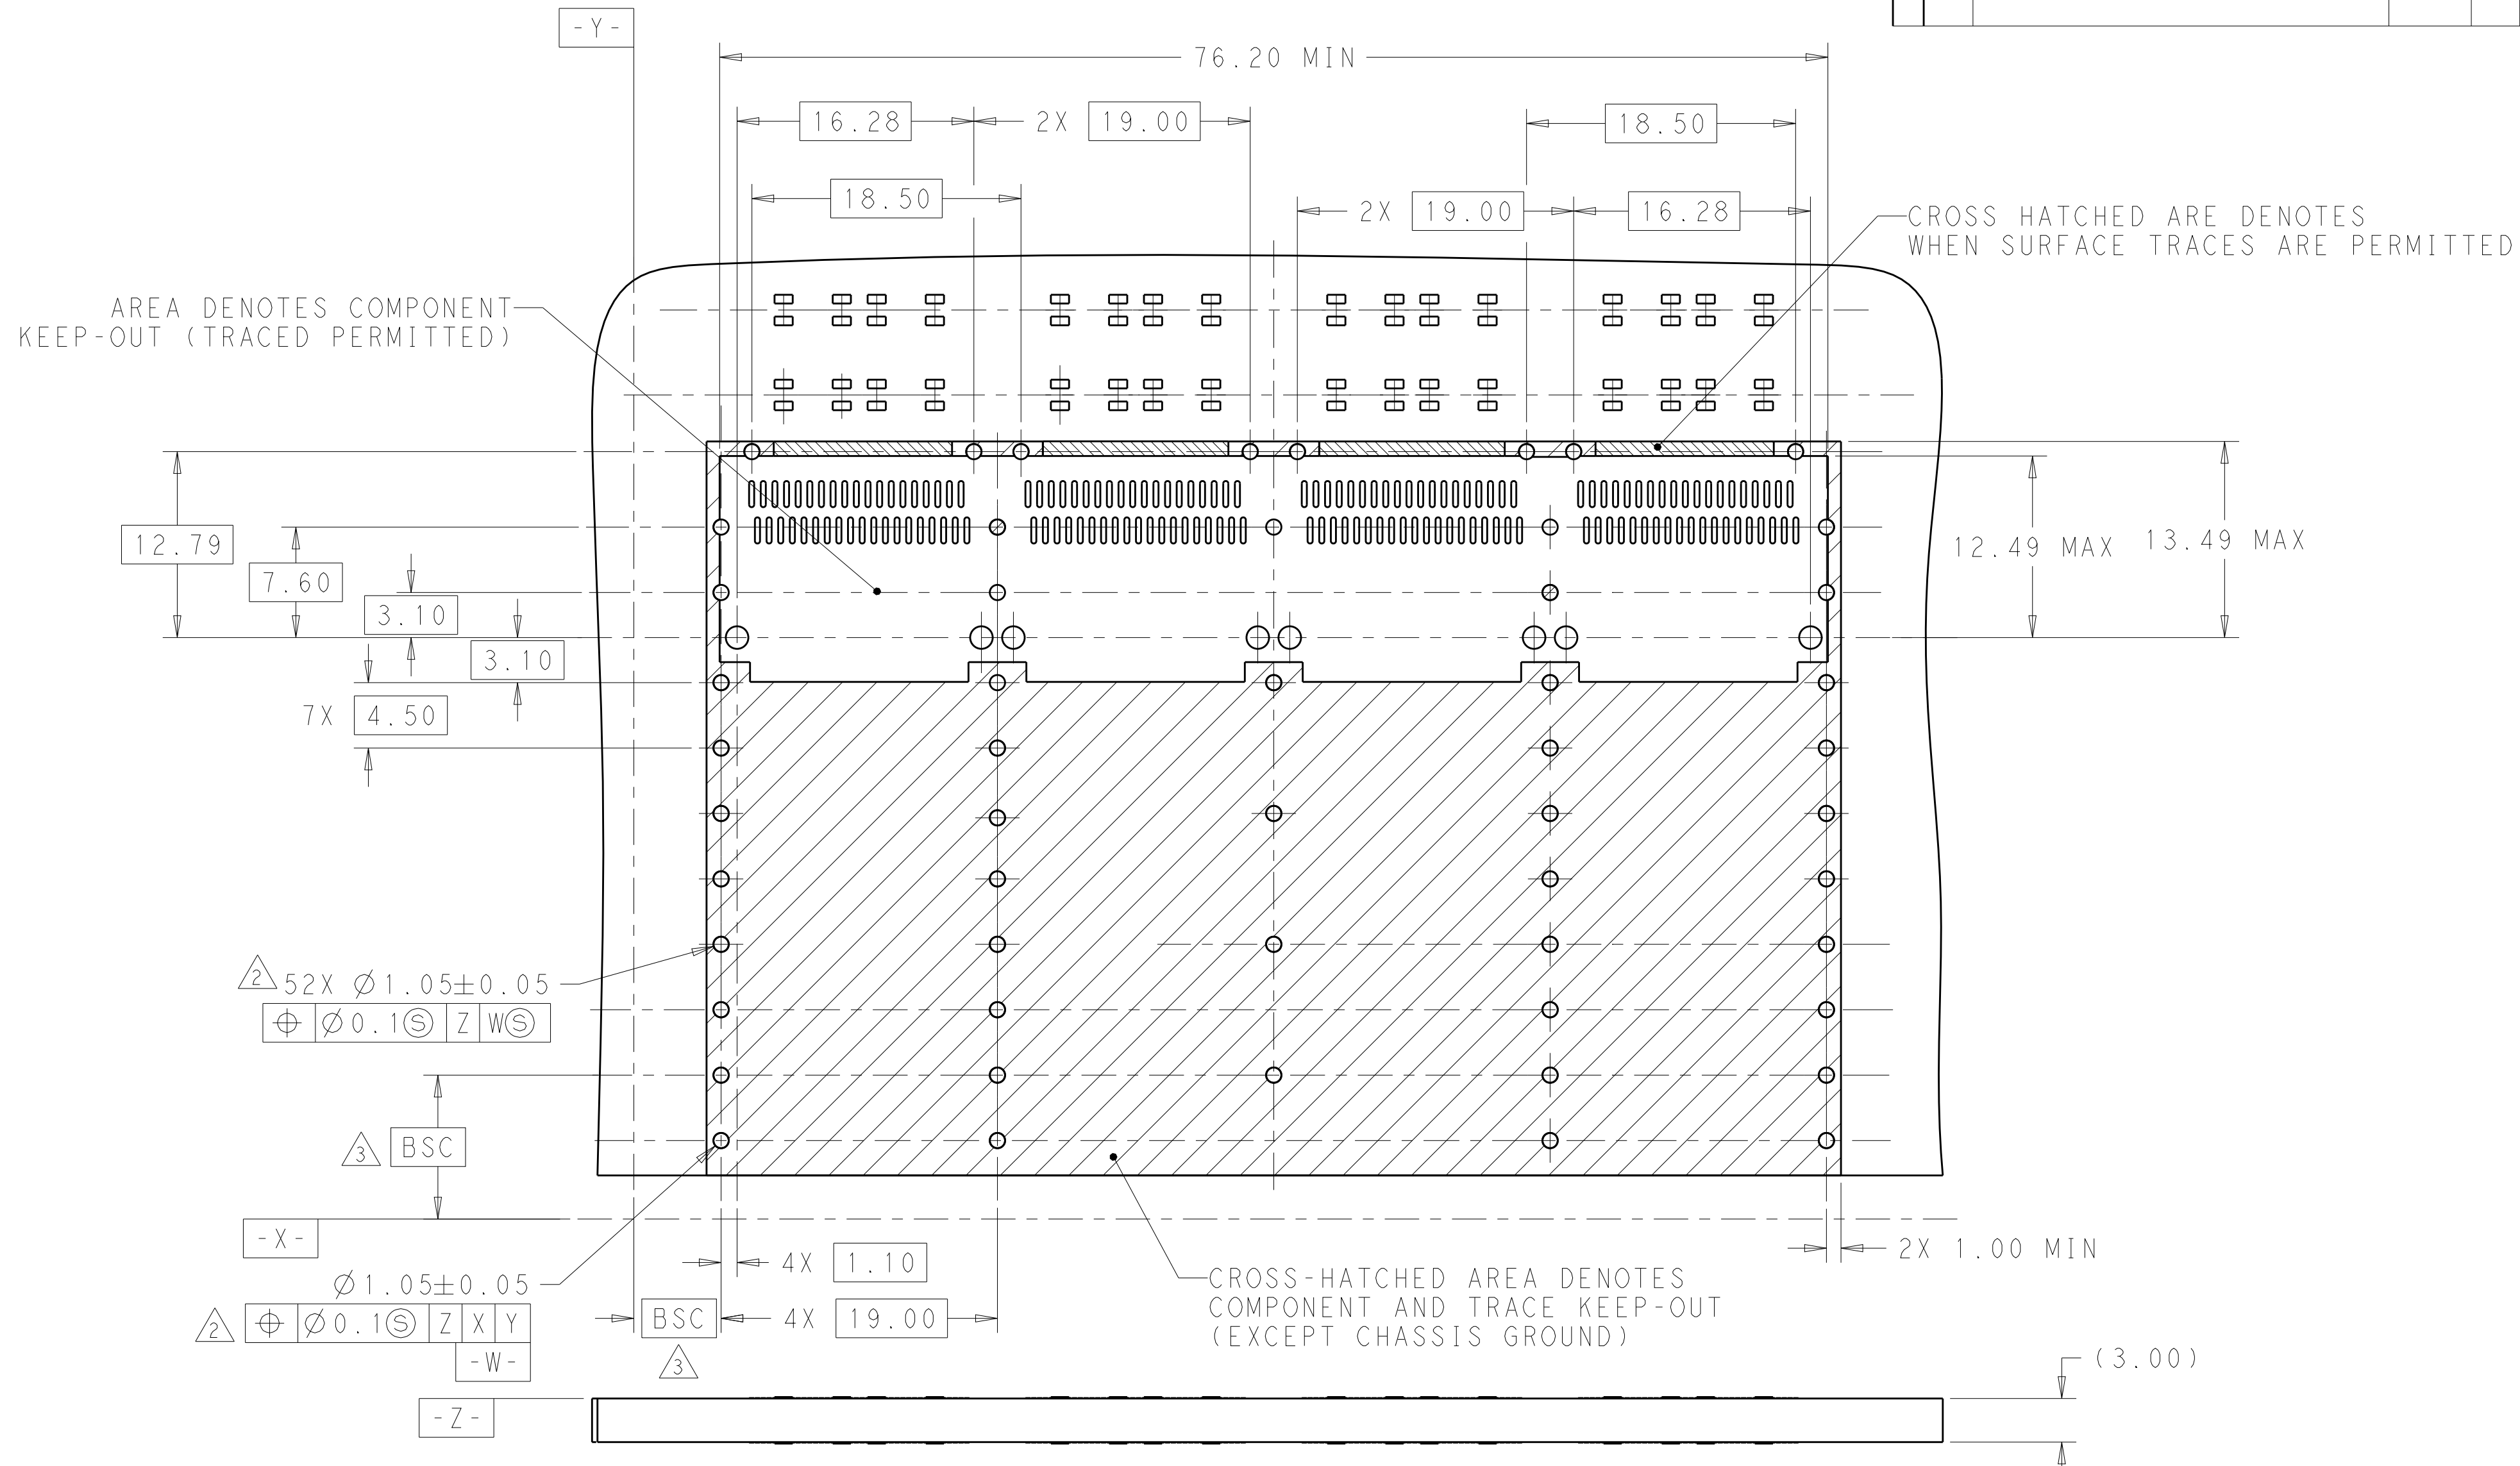 -Y-
76.20 MIN
16.28
2X 19.00
18.50
18.50
2X 19.00
16.28
CROSS HATCHED ARE DENOTES
WHEN SURFACE TRACES ARE PERMITTED
AREA DENOTES COMPONENT
KEEP-OUT (TRACED PERMITTED)
12.79
7.60
3.10
3.10
7X 4.50
12.49 MAX
13.49 MAX
2 52X Ø1.05±0.05
⌖ Ø0.1Ⓢ Z WⓈ
3 BSC
-X-
Ø1.05±0.05
2 ⌖ Ø0.1Ⓢ Z X Y
-W-
4X 1.10
BSC 4X 19.00
3
2X 1.00 MIN
CROSS-HATCHED AREA DENOTES
COMPONENT AND TRACE KEEP-OUT
(EXCEPT CHASSIS GROUND)
(3.00)
-Z-